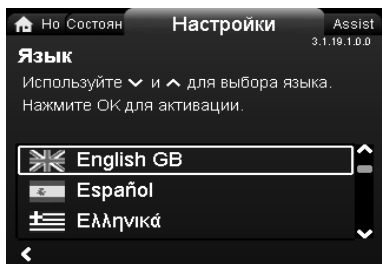 Но Состоян Настройки Assist
3.1.19.1.0.0
Язык
Используйте и для выбора языка.
Нажмите OK для активации.
English GB
Español
Ελληνικά